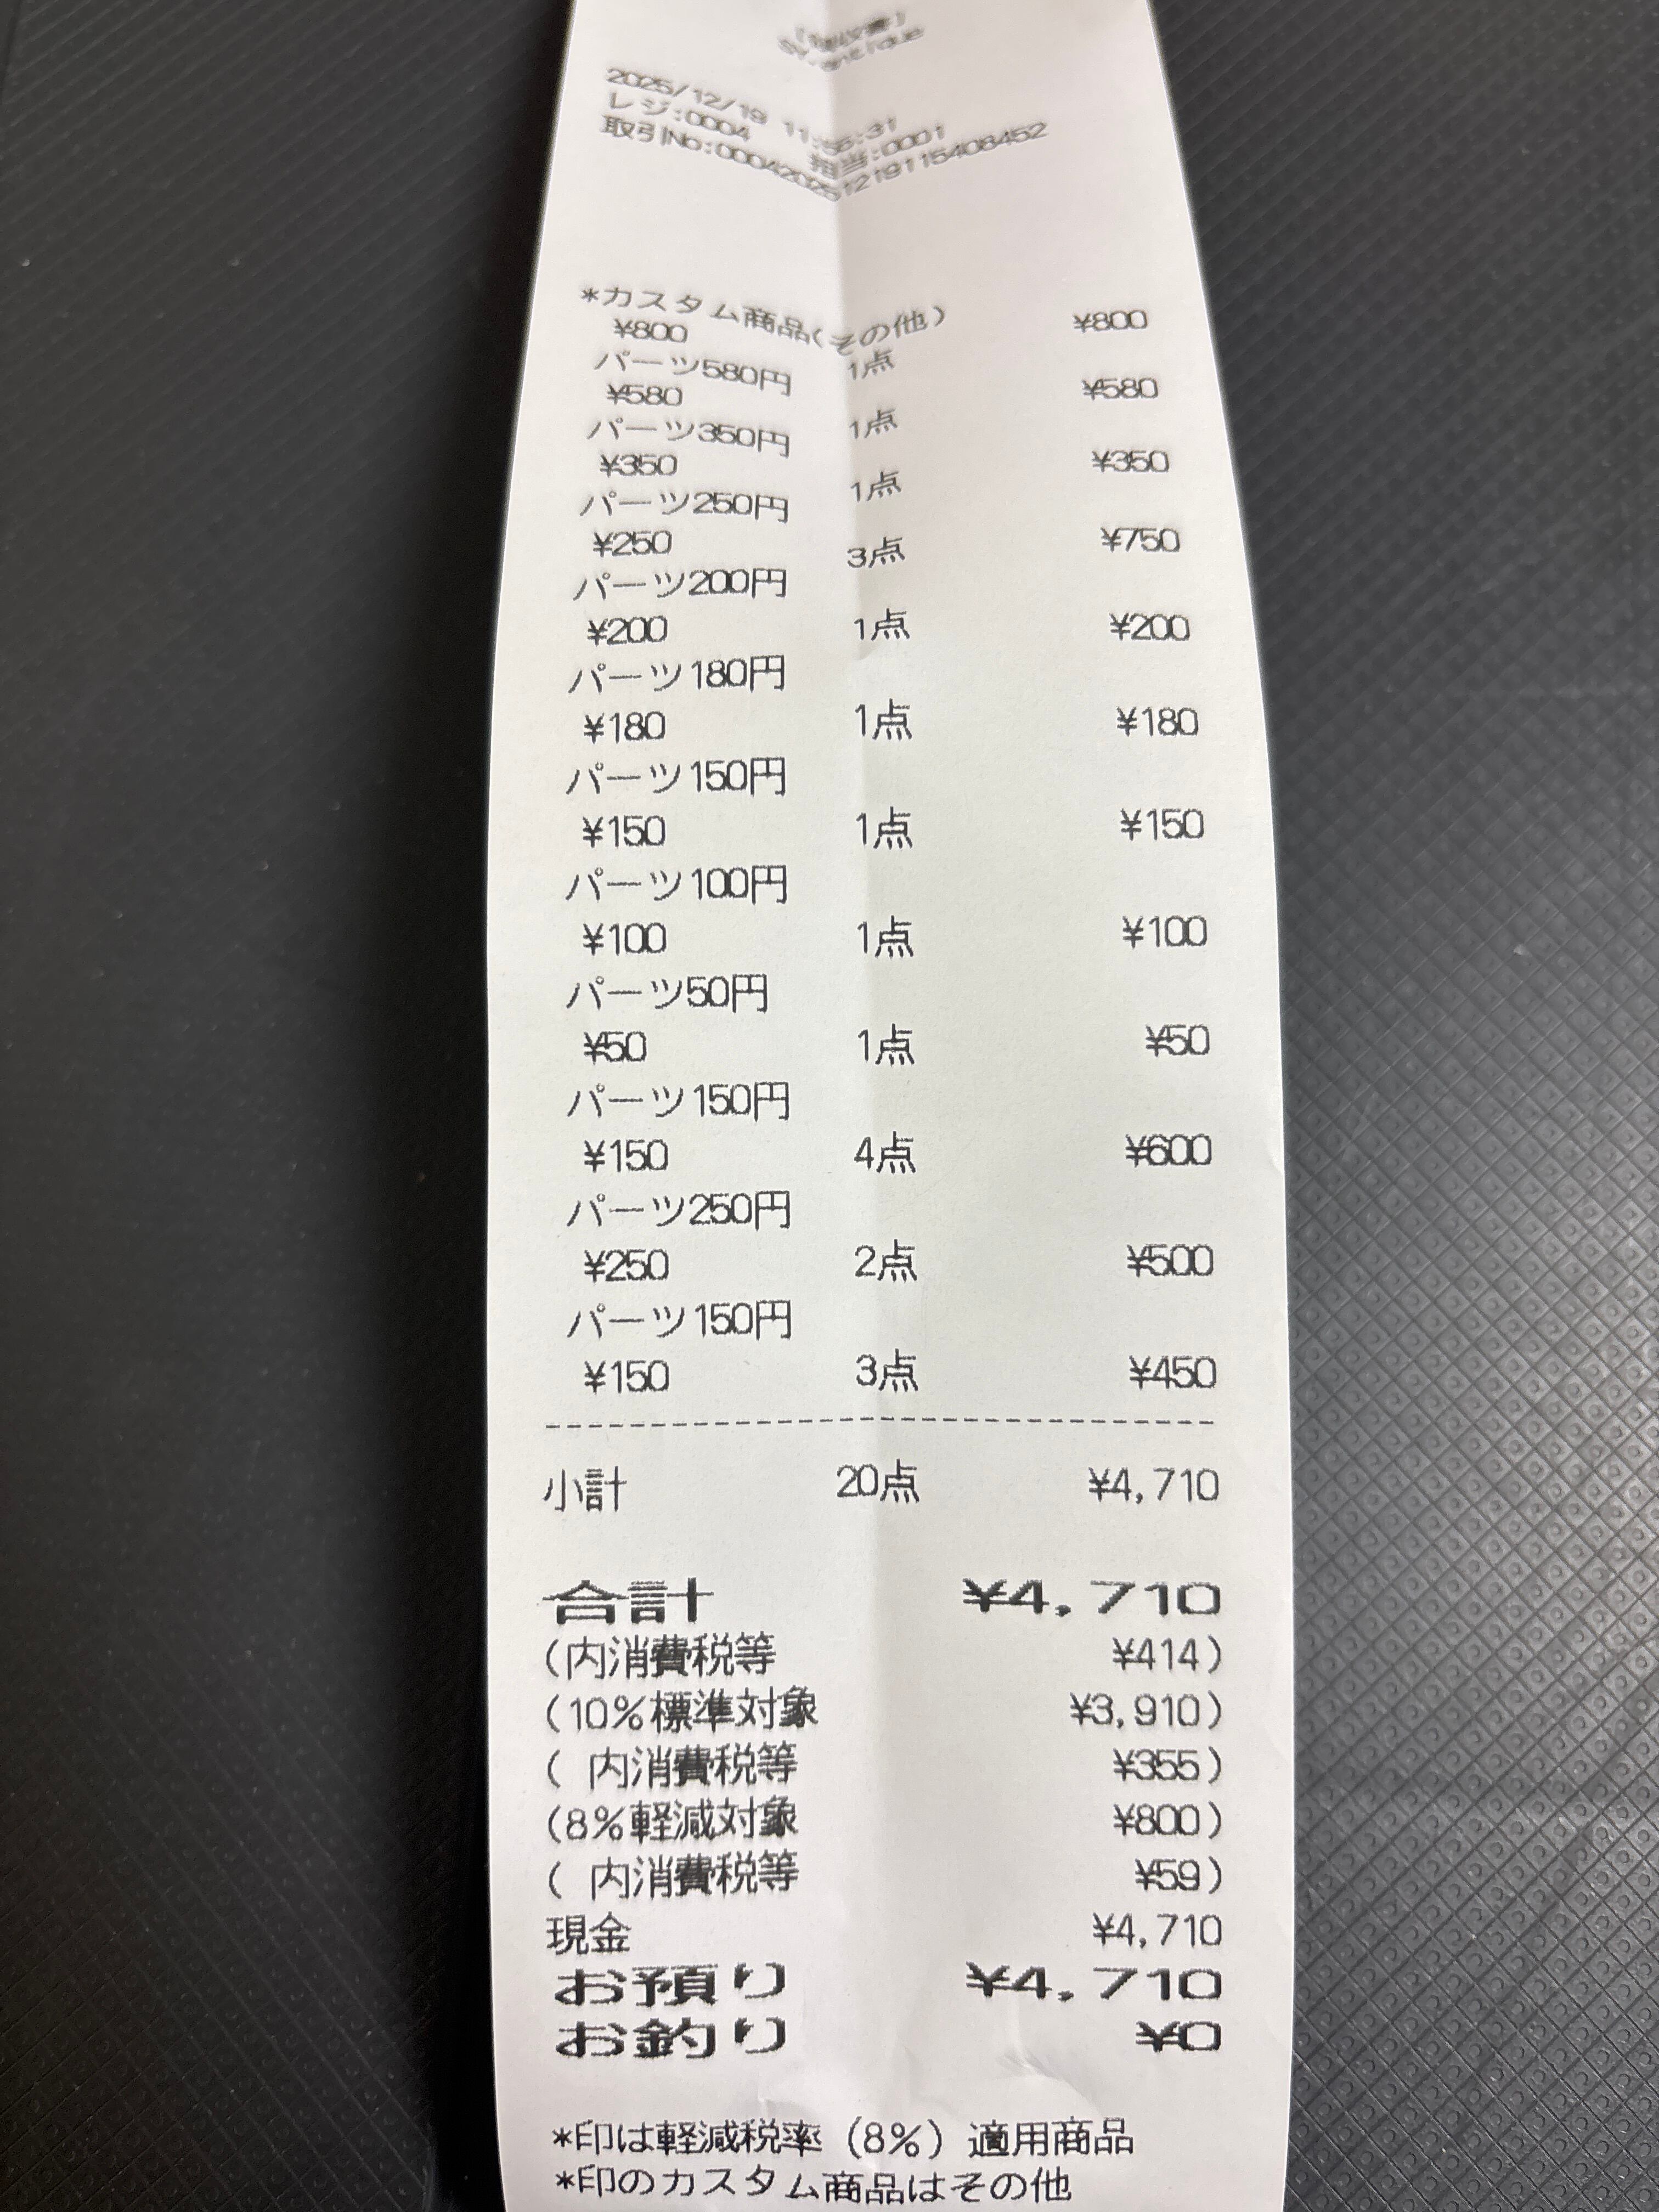 [領収書]
2025/12/19 11:55:31
レジ:0004 担当:0001
取引No:00042025121911540８452
*カスタム商品(その他)
¥800 1点 ¥800
パーツ580円
¥580 1点 ¥580
パーツ350円
¥350 1点 ¥350
パーツ250円
¥250 3点 ¥750
パーツ200円
¥200 1点 ¥200
パーツ180円
¥180 1点 ¥180
パーツ150円
¥150 1点 ¥150
パーツ100円
¥100 1点 ¥100
パーツ50円
¥50 1点 ¥50
パーツ150円
¥150 4点 ¥600
パーツ250円
¥250 2点 ¥500
パーツ150円
¥150 3点 ¥450
小計 20点 ¥4,710
合計 ¥4,710
(内消費税等 ¥414)
(10%標準対象 ¥3,910)
( 内消費税等 ¥355)
(8%軽減対象 ¥800)
( 内消費税等 ¥59)
現金 ¥4,710
お預り ¥4,710
お釣り ¥0
*印は軽減税率(8%)適用商品
*印のカスタム商品はその他